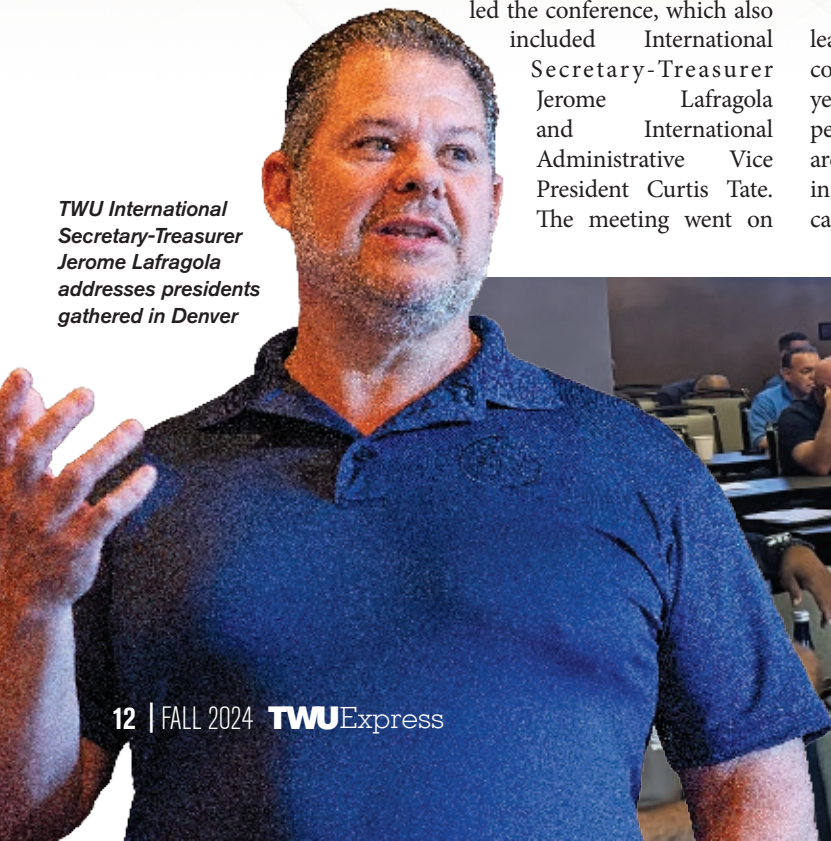 led the conference, which also
included International
Secretary-Treasurer
Jerome Lafragola
and International
Administrative Vice
President Curtis Tate.
The meeting went on
TWU International
Secretary-Treasurer
Jerome Lafragola
addresses presidents
gathered in Denver
12 | FALL 2024 TWUExpress